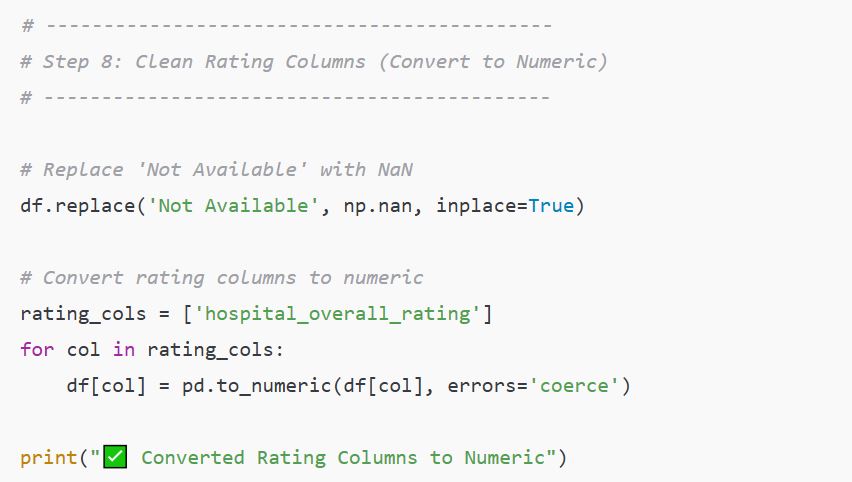 # --------------------------------------------
# Step 8: Clean Rating Columns (Convert to Numeric)
# --------------------------------------------
# Replace 'Not Available' with NaN
df.replace('Not Available', np.nan, inplace=True)
# Convert rating columns to numeric
rating_cols = ['hospital_overall_rating']
for col in rating_cols:
    df[col] = pd.to_numeric(df[col], errors='coerce')
print("✅ Converted Rating Columns to Numeric")